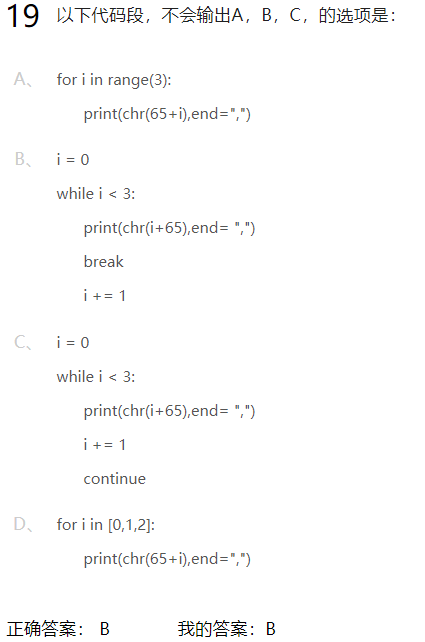 19 以下代码段，不会输出A，B，C，的选项是：
A、 for i in range(3):
print(chr(65+i),end=",")
B、 i = 0
while i < 3:
print(chr(i+65),end= ",")
break
i += 1
C、 i = 0
while i < 3:
print(chr(i+65),end= ",")
i += 1
continue
D、 for i in [0,1,2]:
print(chr(65+i),end=",")
正确答案： B 我的答案：B